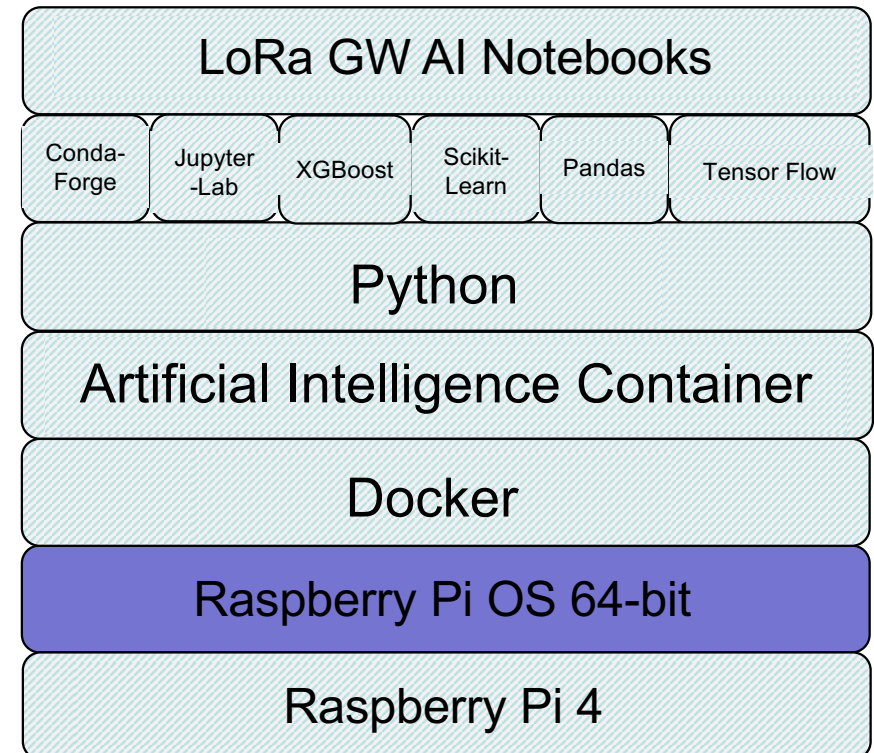 LoRa GW AI Notebooks
Conda-
Forge
Jupyter
-Lab
XGBoost
Scikit-
Learn
Pandas
Tensor Flow
Python
Artificial Intelligence Container
Docker
Raspberry Pi OS 64-bit
Raspberry Pi 4